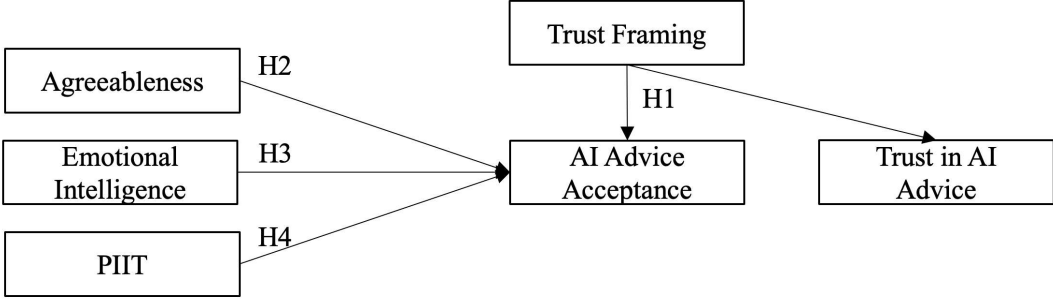 Trust Framing
Agreeableness
H2
H1
Emotional
Intelligence
H3
AI Advice
Acceptance
Trust in AI
Advice
H4
PIIT